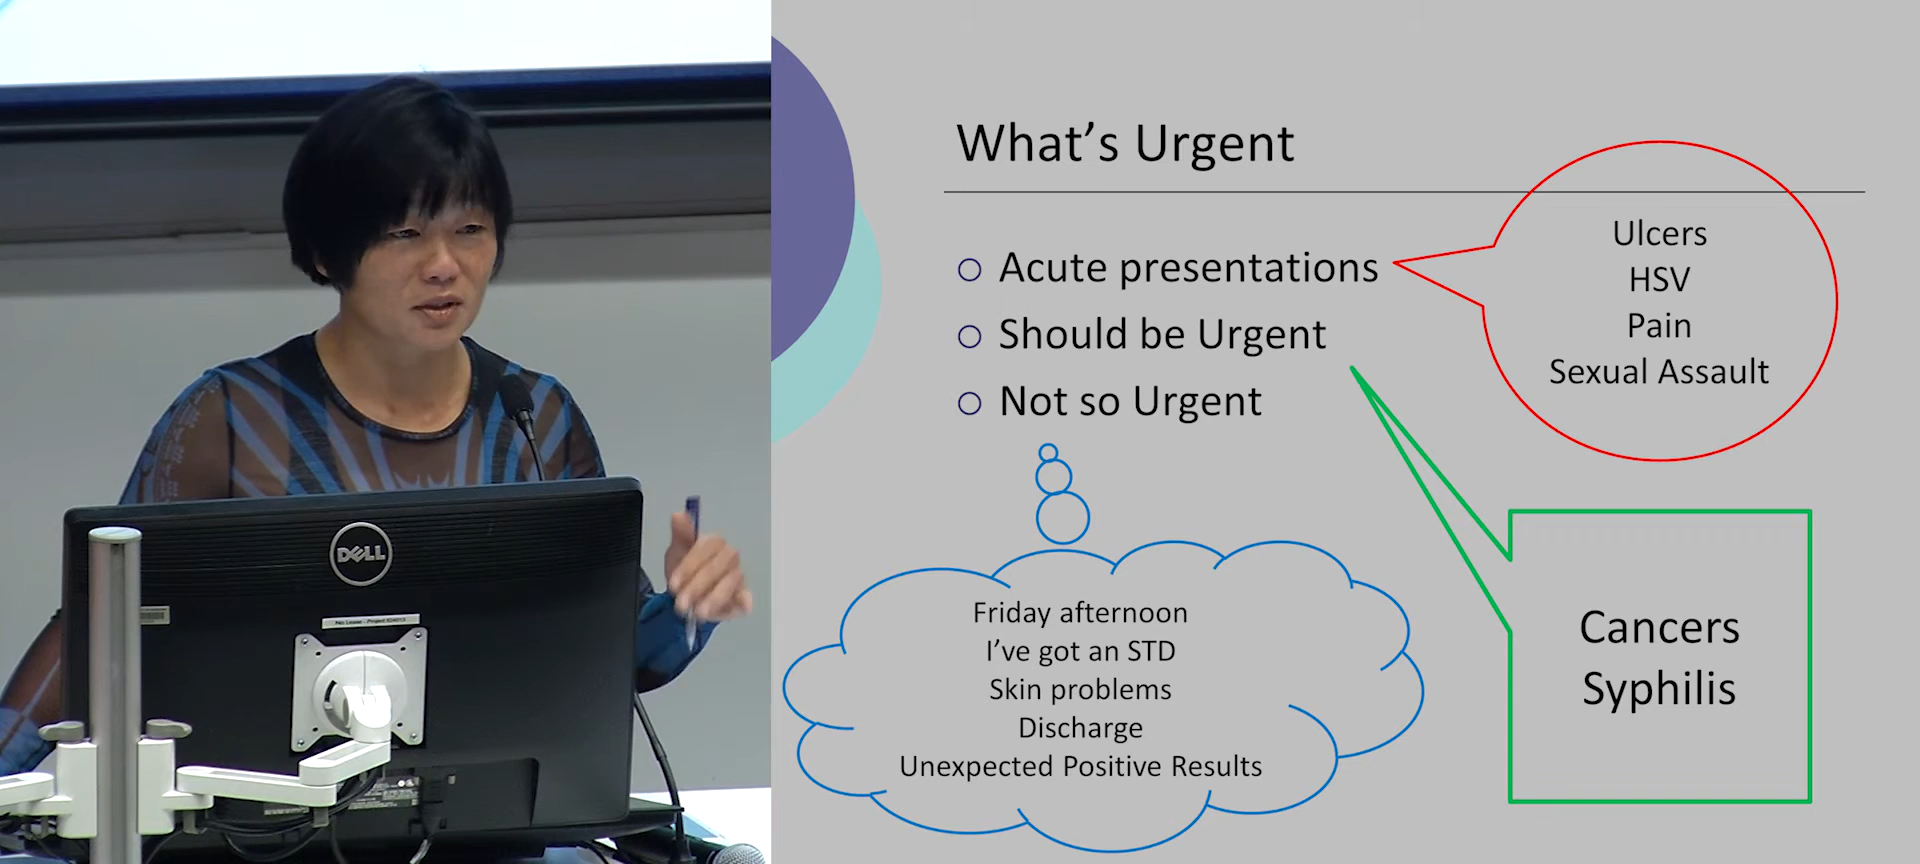 What's Urgent
Acute presentations
Should be Urgent
Not so Urgent
Ulcers
HSV
Pain
Sexual Assault
Friday afternoon
I've got an STD
Skin problems
Discharge
Unexpected Positive Results
Cancers
Syphilis
DELL